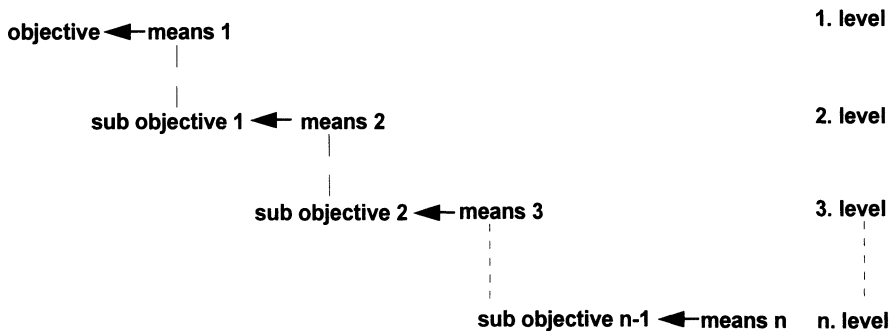 objective means 1 1. level
sub objective 1 means 2 2. level
sub objective 2 means 3 3. level
sub objective n-1 means n n. level